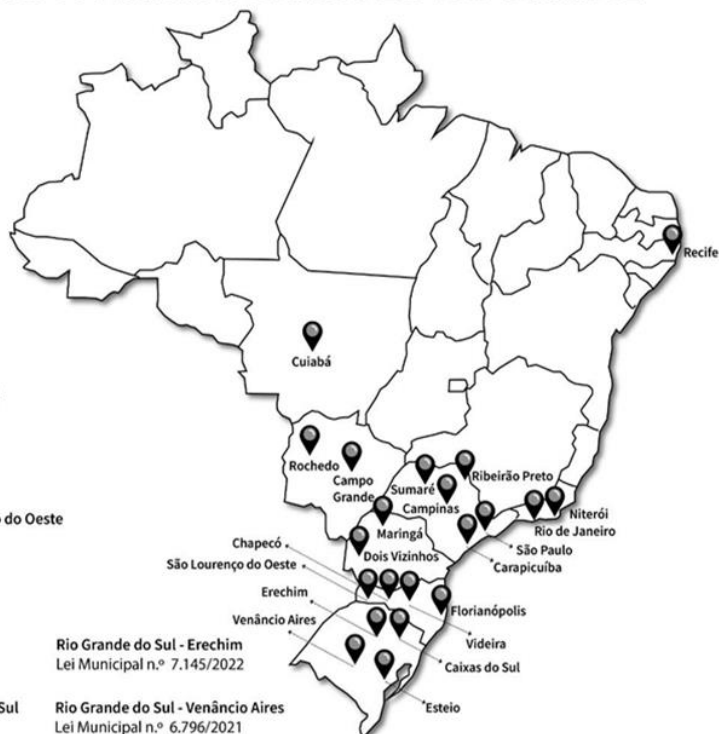 Recife
Cuiabá
Rochedo
Campo
Grande
Sumaré
Ribeirão Preto
Campinas
Niterói
Rio de Janeiro
São Paulo
Carapicuíba
Maringá
Dois Vizinhos
Chapecó
São Lourenço do Oeste
Erechim
Venâncio Aires
Florianópolis
Videira
Caixas do Sul
Esteio
do Oeste
Rio Grande do Sul - Erechim
Lei Municipal n.º 7.145/2022
Sul
Rio Grande do Sul - Venâncio Aires
Lei Municipal n.º 6.796/2021